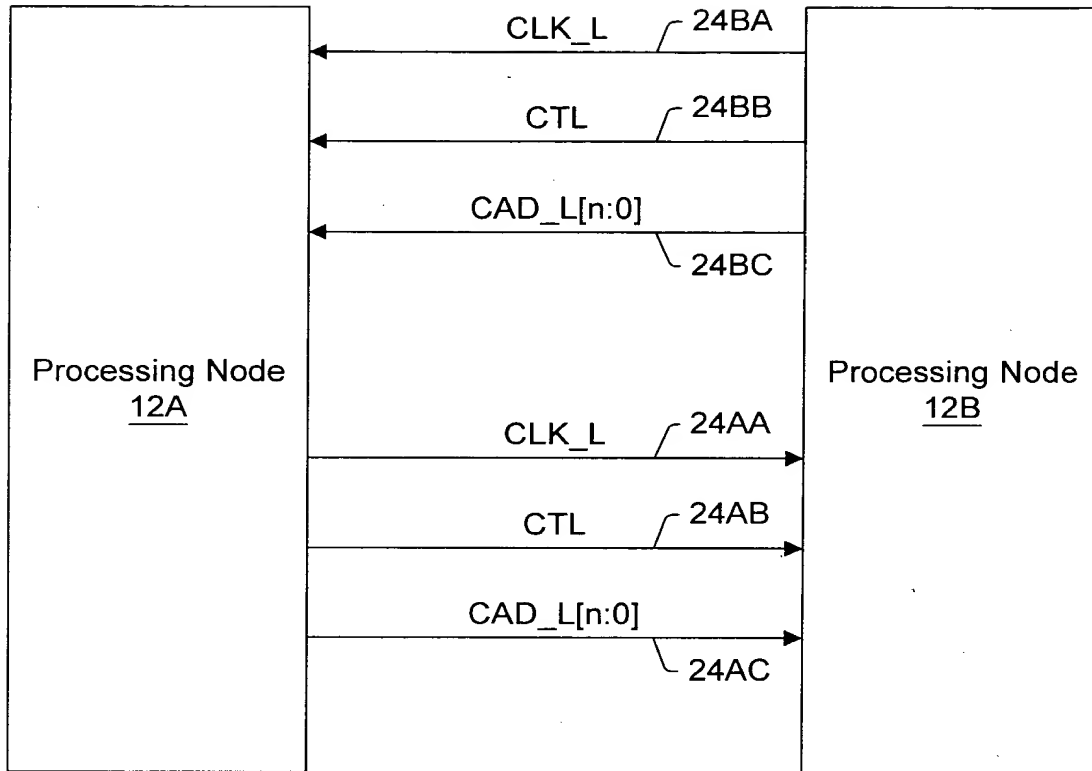 CLK_L
24BA
CTL
24BB
CAD_L[n:0]
24BC
Processing Node
12A
Processing Node
12B
CLK_L
24AA
CTL
24AB
CAD_L[n:0]
24AC